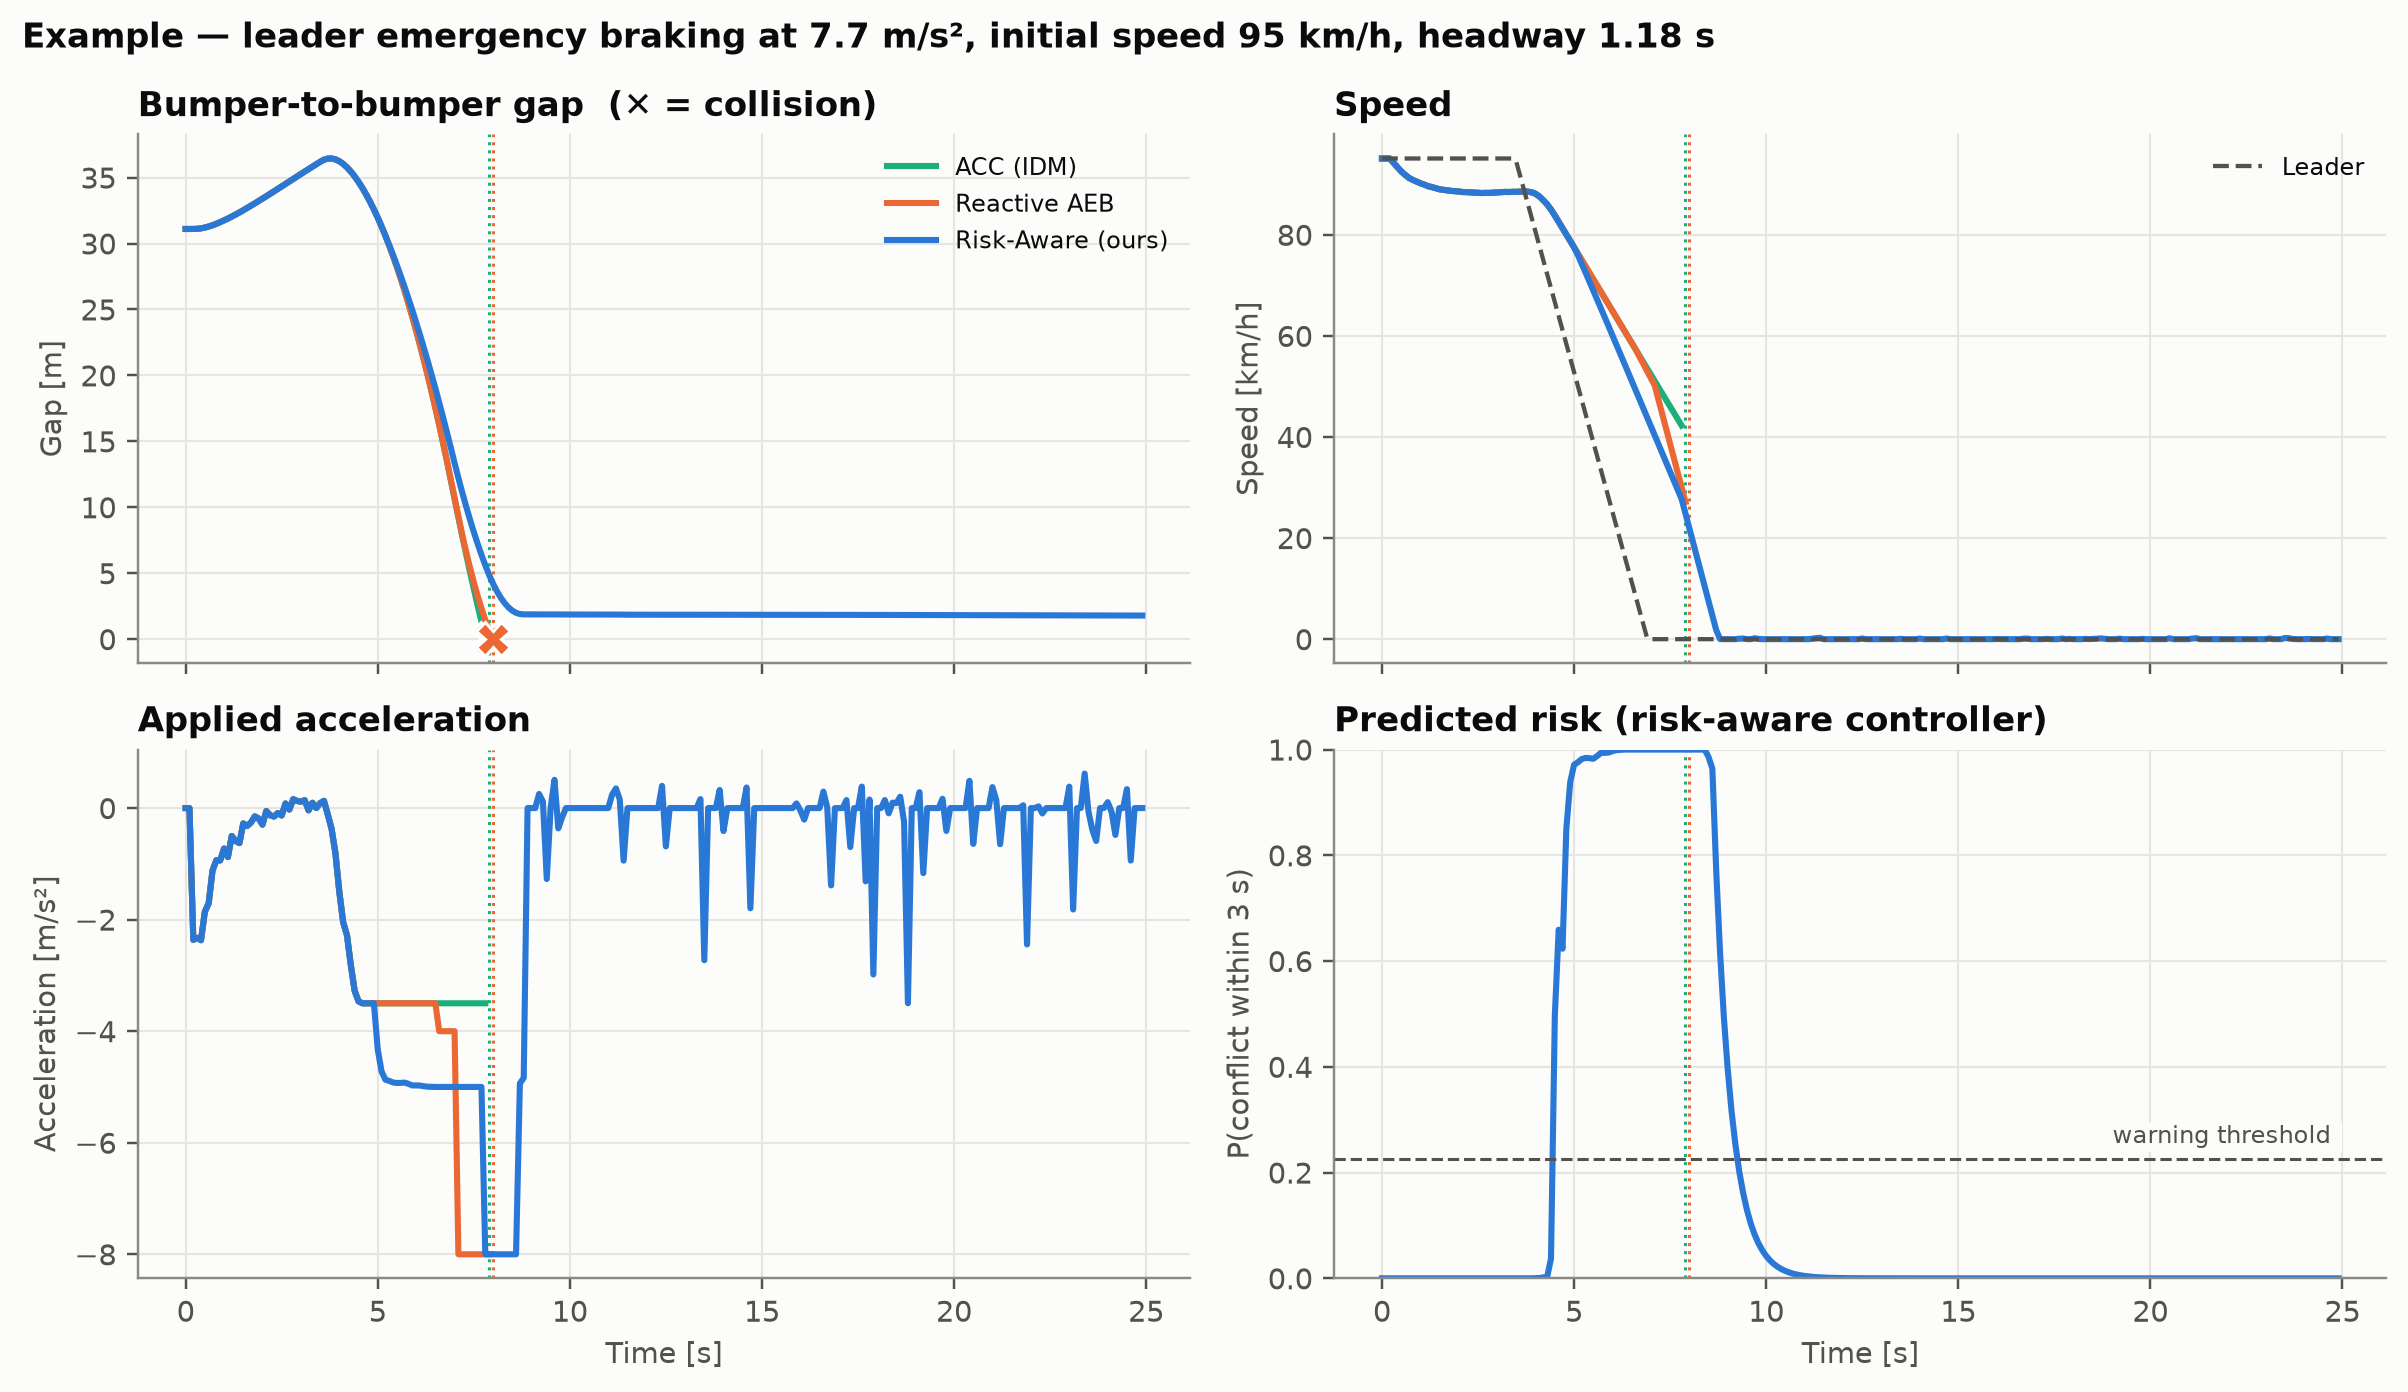 Example — leader emergency braking at 7.7 m/s², initial speed 95 km/h, headway 1.18 s
Bumper-to-bumper gap (× = collision)
Gap [m]
35
30
25
20
15
10
5
0
ACC (IDM)
Reactive AEB
Risk-Aware (ours)
Speed
Speed [km/h]
80
60
40
20
0
Leader
Applied acceleration
Acceleration [m/s²]
0
−2
−4
−6
−8
0 5 10 15 20 25
Time [s]
Predicted risk (risk-aware controller)
P(conflict within 3 s)
1.0
0.8
0.6
0.4
0.2
0.0
warning threshold
0 5 10 15 20 25
Time [s]